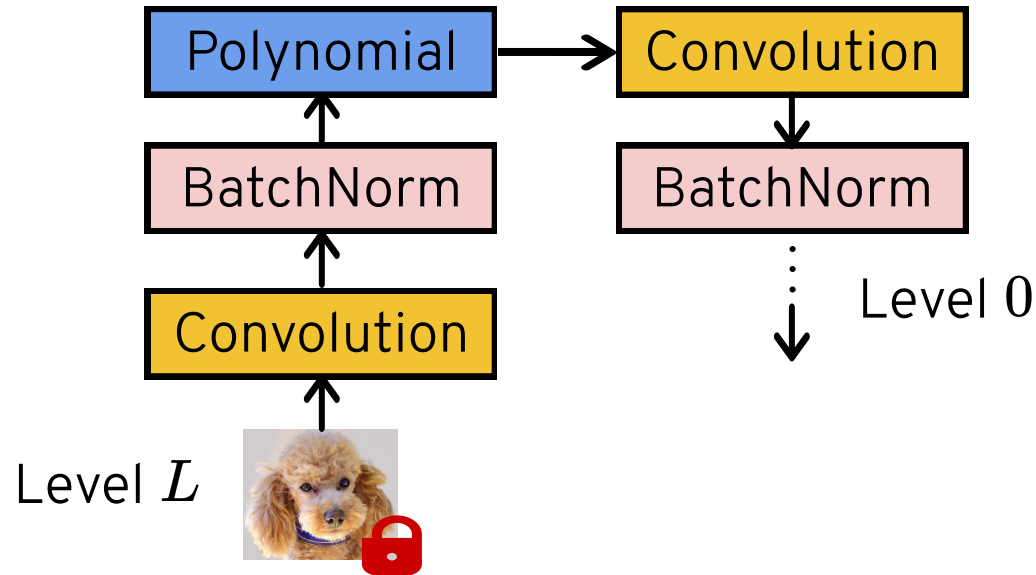 Polynomial
Convolution
BatchNorm
BatchNorm
Convolution
Level 0
Level L